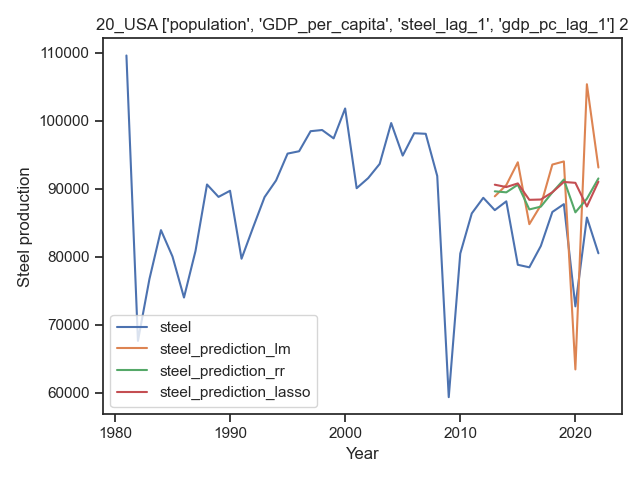 20_USA ['population', 'GDP_per_capita', 'steel_lag_1', 'gdp_pc_lag_1'] 2
110000
100000
90000
80000
70000
60000
Steel production
steel
steel_prediction_lm
steel_prediction_rr
steel_prediction_lasso
1980 1990 2000 2010 2020
Year